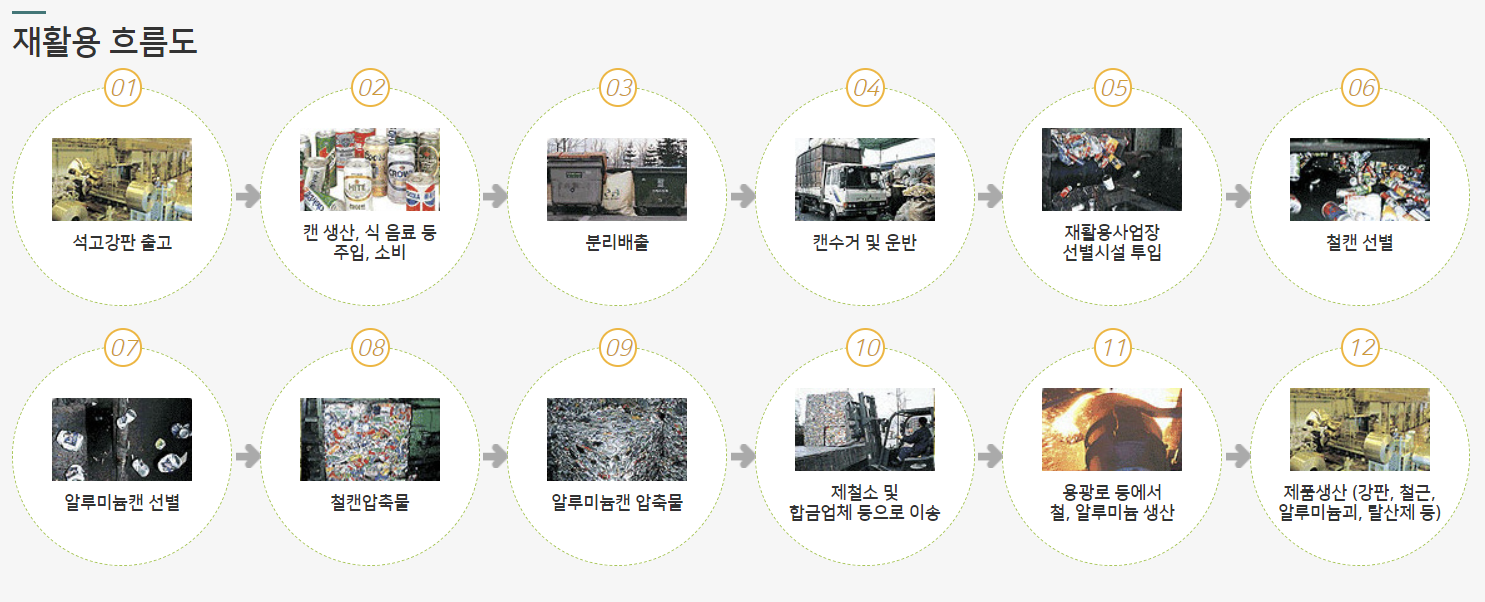 재활용 흐름도
01
02
03
04
05
06
석고강판 출고
캔 생산, 식 음료 등
주입, 소비
분리배출
캔수거 및 운반
재활용사업장
선별시설 투입
철캔 선별
07
08
09
10
11
12
알루미늄캔 선별
철캔압축물
알루미늄캔 압축물
제철소 및
합금업체 등으로 이송
용광로 등에서
철, 알루미늄 생산
제품생산 (강판, 철근,
알루미늄괴, 탈산제 등)